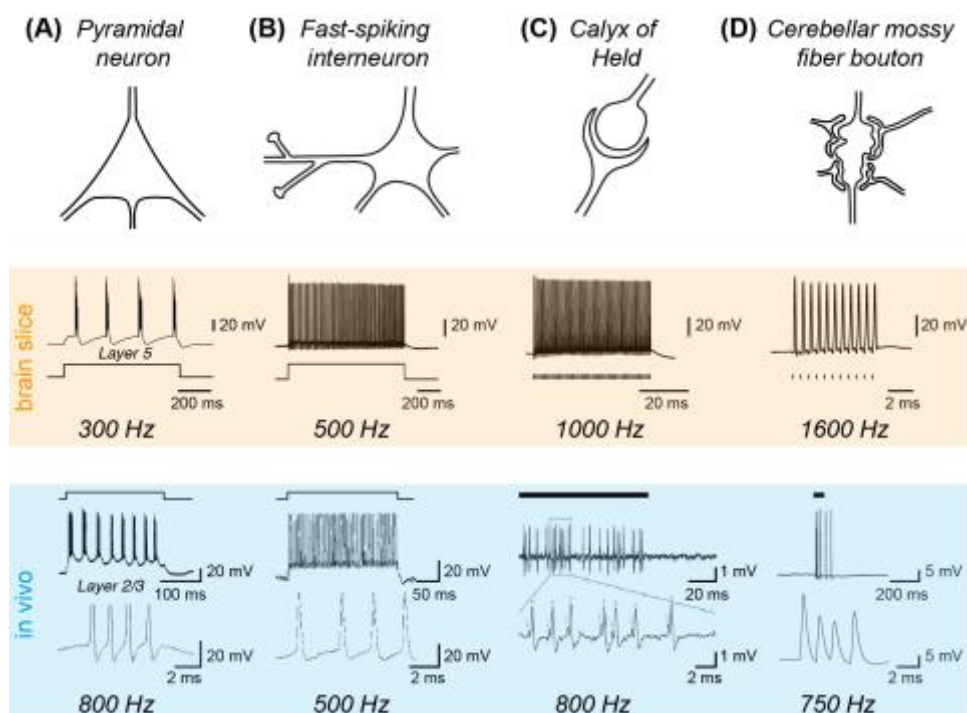 (A) Pyramidal
neuron
(B) Fast-spiking
interneuron
(C) Calyx of
Held
(D) Cerebellar mossy
fiber bouton
brain slice
20 mV
Layer 5
200 ms
300 Hz
20 mV
200 ms
500 Hz
20 mV
20 ms
1000 Hz
20 mV
2 ms
1600 Hz
in vivo
20 mV
Layer 2/3
100 ms
20 mV
2 ms
800 Hz
20 mV
50 ms
20 mV
2 ms
500 Hz
1 mV
20 ms
1 mV
2 ms
800 Hz
5 mV
200 ms
5 mV
2 ms
750 Hz